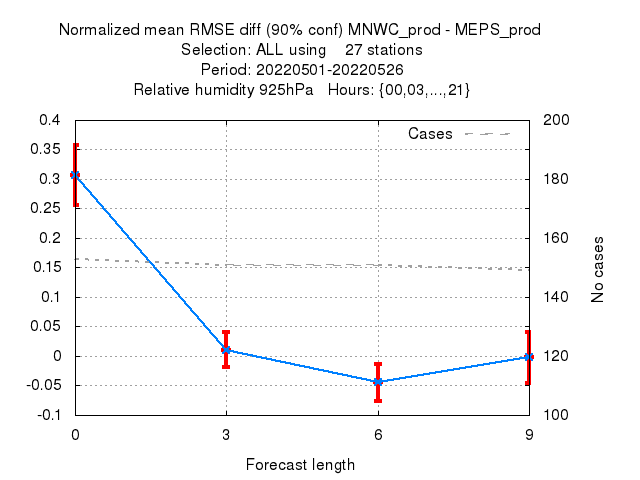 Normalized mean RMSE diff (90% conf) MNWC_prod - MEPS_prod
Selection: ALL using    27 stations
Period: 20220501-20220526
Relative humidity 925hPa   Hours: {00,03,...,21}
Cases
0.4
0.35
0.3
0.25
0.2
0.15
0.1
0.05
0
-0.05
-0.1
200
180
160
140
120
100
No cases
0 3 6 9
Forecast length